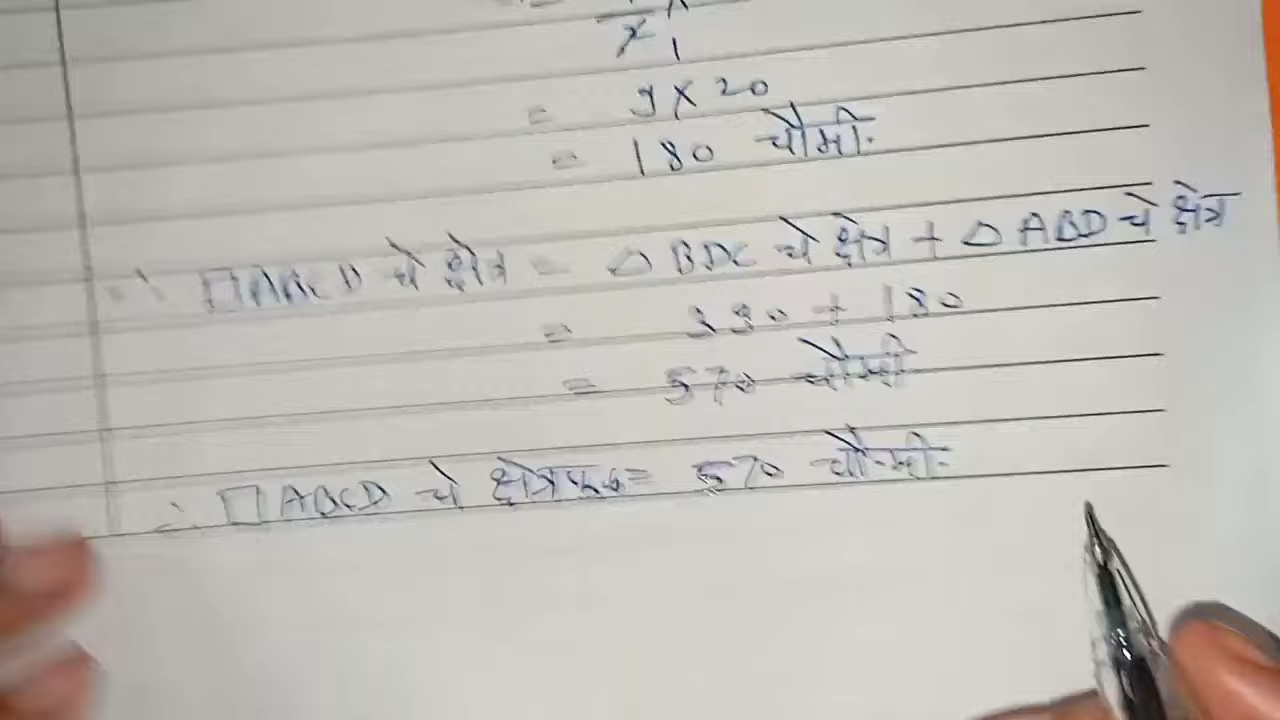 = 9 X 20
= 180 चौमी.
∴ □ABCD चे क्षेत्र = △ BDC चे क्षेत्र + △ ABD चे क्षेत्र
= 390 + 180
= 570 चौमी
∴ □ABCD चे क्षेत्रफळ = 570 चौ.मी.